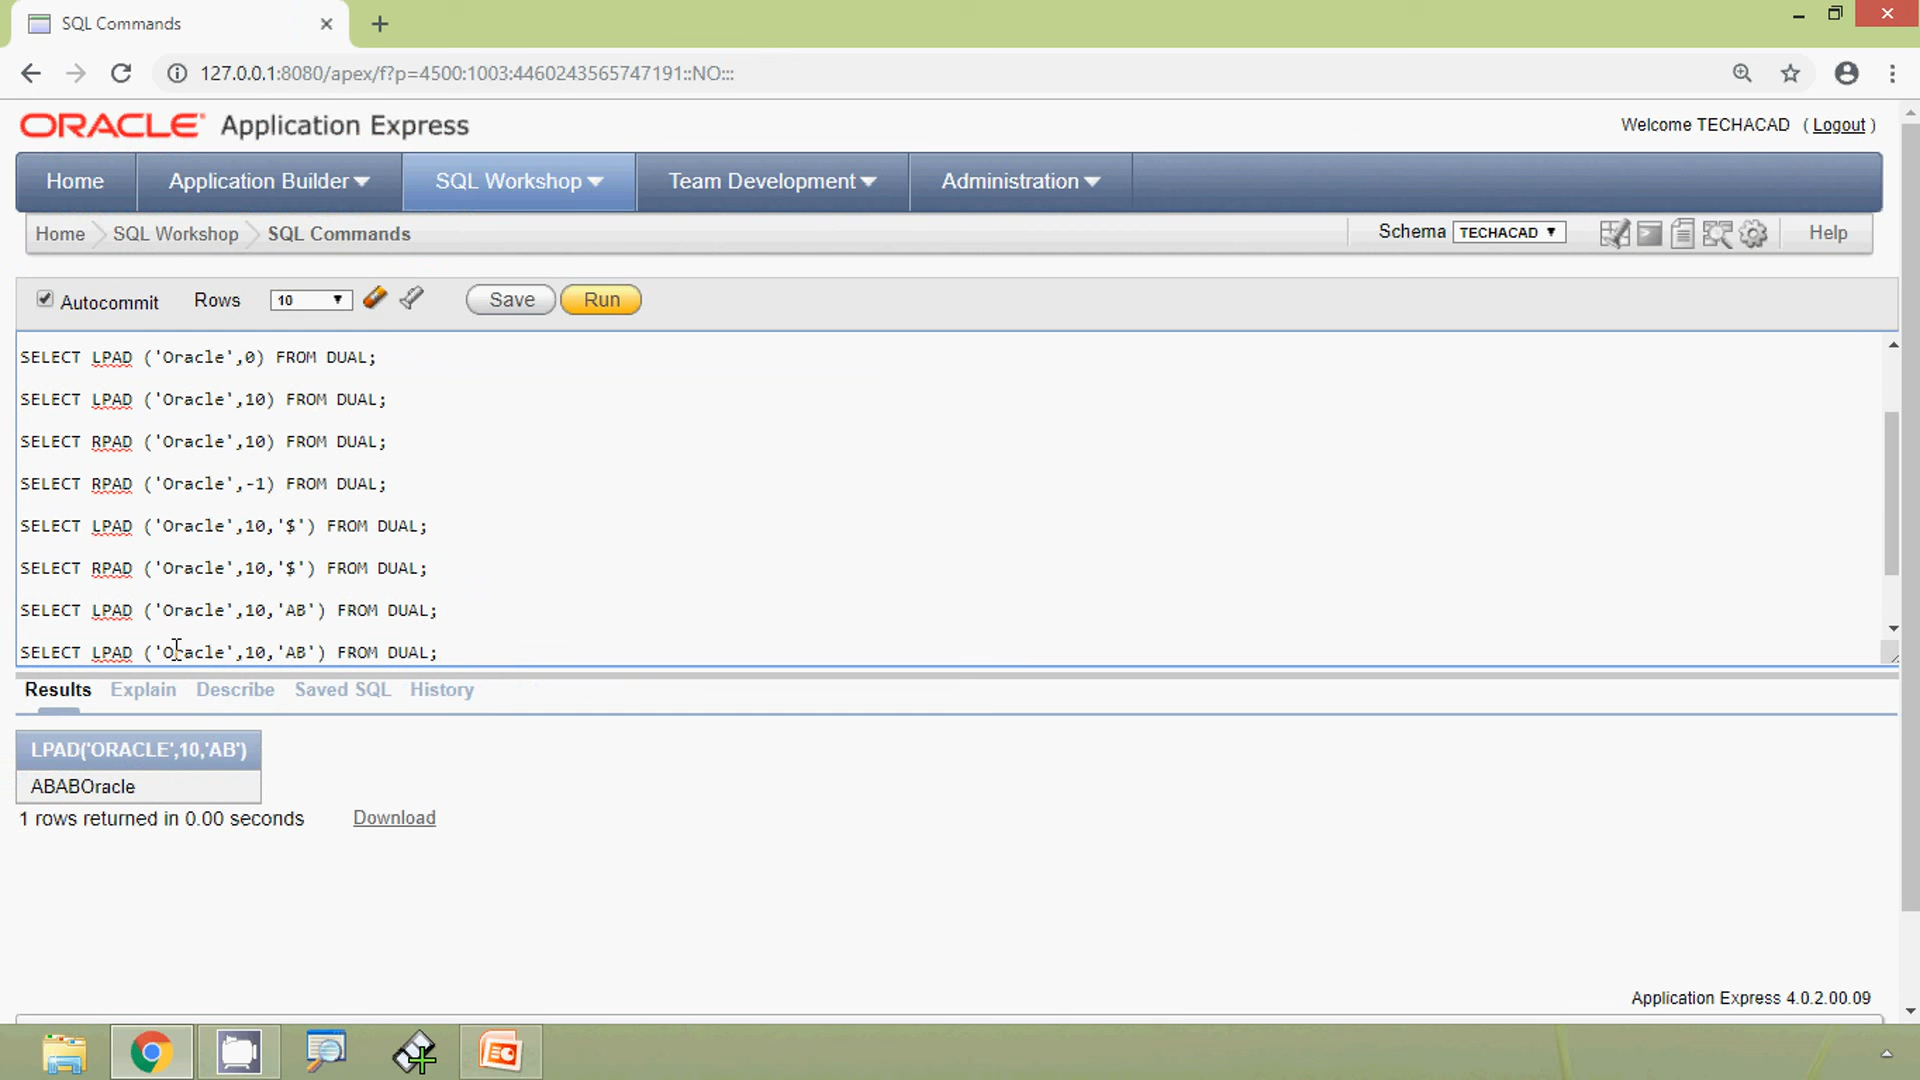 SQL Commands
127.0.0.1:8080/apex/f?p=4500:1003:4460243565747191::NO:::
ORACLE Application Express
Welcome TECHACAD ( Logout )
Home Application Builder SQL Workshop Team Development Administration
Home SQL Workshop SQL Commands Schema TECHACAD Help
Autocommit Rows 10 Save Run
SELECT LPAD ('Oracle',0) FROM DUAL;
SELECT LPAD ('Oracle',10) FROM DUAL;
SELECT RPAD ('Oracle',10) FROM DUAL;
SELECT RPAD ('Oracle',-1) FROM DUAL;
SELECT LPAD ('Oracle',10,'$') FROM DUAL;
SELECT RPAD ('Oracle',10,'$') FROM DUAL;
SELECT LPAD ('Oracle',10,'AB') FROM DUAL;
SELECT LPAD ('Oracle',10,'AB') FROM DUAL;
Results Explain Describe Saved SQL History
LPAD('ORACLE',10,'AB')
ABABOracle
1 rows returned in 0.00 seconds Download
Application Express 4.0.2.00.09